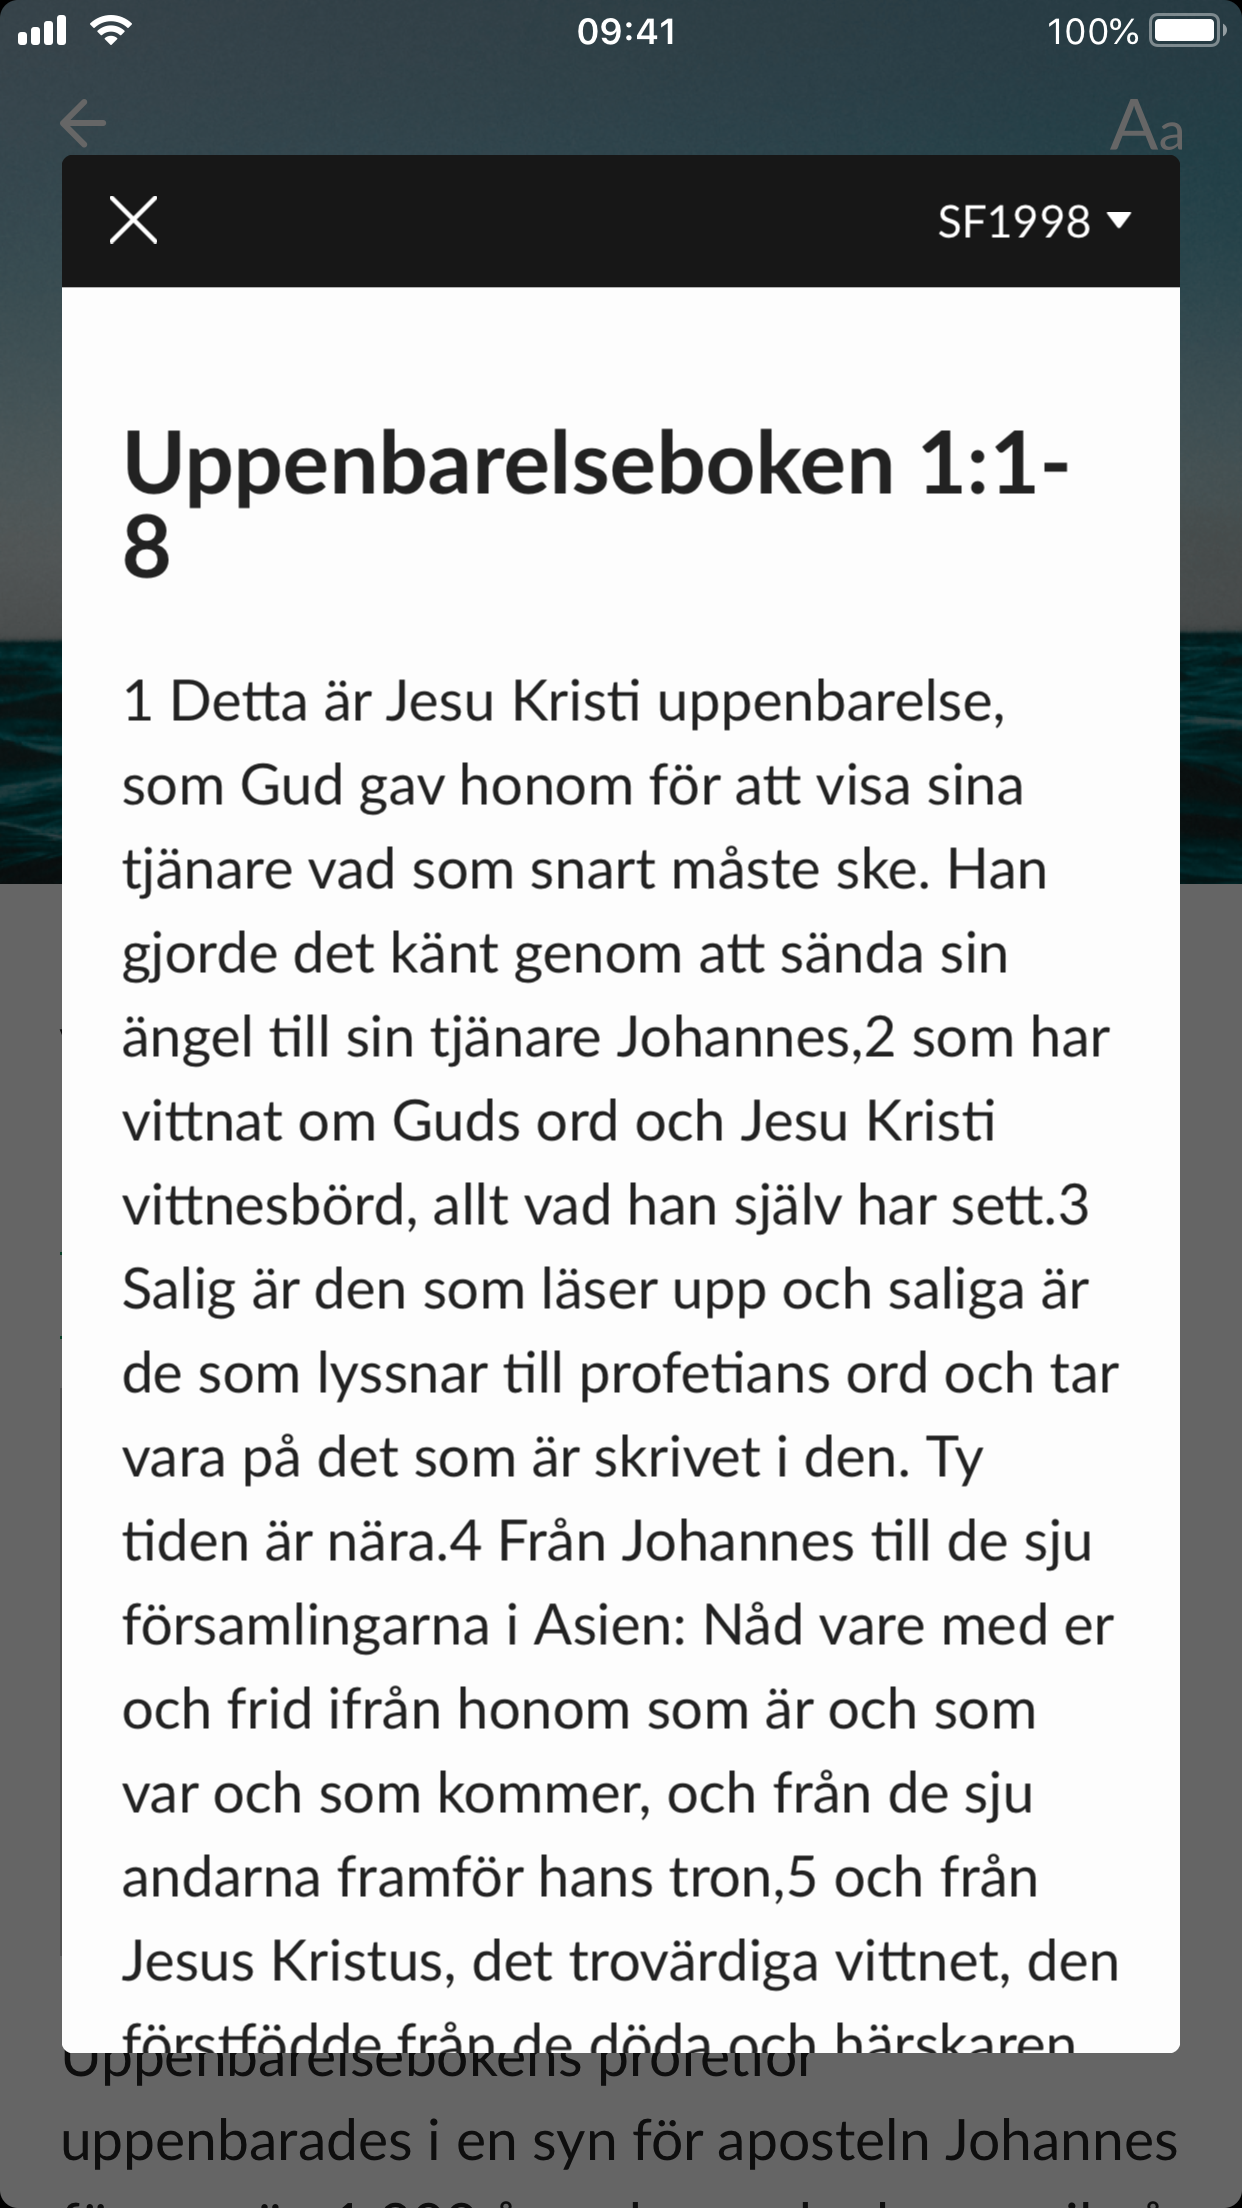 09:41
100%
Aa
SF1998
Uppenbarelseboken 1:1-
8
1 Detta är Jesu Kristi uppenbarelse,
som Gud gav honom för att visa sina
tjänare vad som snart måste ske. Han
gjorde det känt genom att sända sin
ängel till sin tjänare Johannes,2 som har
vittnat om Guds ord och Jesu Kristi
vittnesbörd, allt vad han själv har sett.3
Salig är den som läser upp och saliga är
de som lyssnar till profetians ord och tar
vara på det som är skrivet i den. Ty
tiden är nära.4 Från Johannes till de sju
församlingarna i Asien: Nåd vare med er
och frid ifrån honom som är och som
var och som kommer, och från de sju
andarna framför hans tron,5 och från
Jesus Kristus, det trovärdiga vittnet, den
förstfödde från de döda och härskaren
Uppenbarelsebokens profetior
uppenbarades i en syn för aposteln Johannes